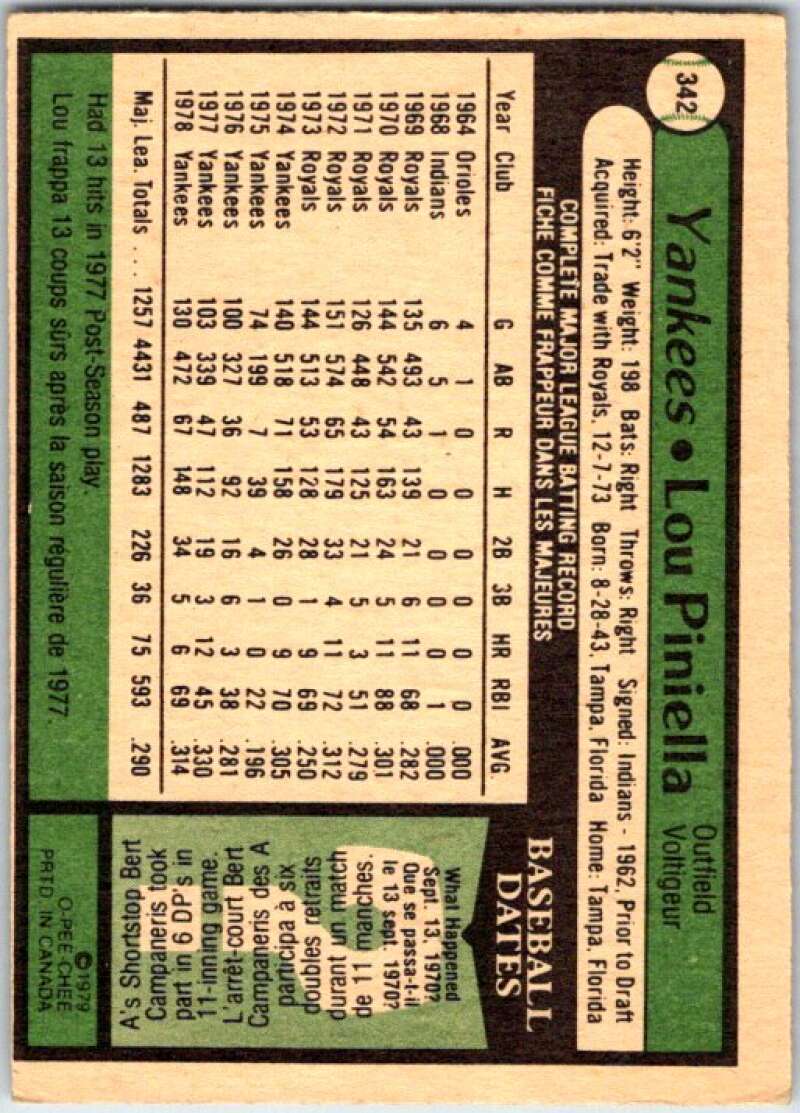 342
Yankees • Lou Piniella
Outfield
Voltigeur
Height: 6'2" Weight: 198 Bats: Right Throws: Right Signed: Indians - 1962, Prior to Draft
Acquired: Trade with Royals, 12-7-73 Born: 8-28-43, Tampa, Florida Home: Tampa, Florida
COMPLETE MAJOR LEAGUE BATTING RECORD
FICHE COMME FRAPPEUR DANS LES MAJEURES
Year Club G AB R H 2B 3B HR RBI AVG.
1964 Orioles 4 1 0 0 0 0 0 0 .000
1968 Indians 6 5 1 0 0 0 0 1 .000
1969 Royals 135 493 43 139 21 6 11 68 .282
1970 Royals 144 542 54 163 24 5 11 88 .301
1971 Royals 126 448 43 125 21 5 3 51 .279
1972 Royals 151 574 65 179 33 4 11 72 .312
1973 Royals 144 513 53 128 28 1 9 69 .250
1974 Yankees 140 518 71 158 26 0 9 70 .305
1975 Yankees 74 199 7 39 4 1 0 22 .196
1976 Yankees 100 327 36 92 16 6 3 38 .281
1977 Yankees 103 339 47 112 19 3 12 45 .330
1978 Yankees 130 472 67 148 34 5 6 69 .314
Maj. Lea. Totals ... 1257 4431 487 1283 226 36 75 593 .290
Had 13 hits in 1977 Post-Season play.
Lou frappa 13 coups sûrs après la saison régulière de 1977.
BASEBALL
DATES
What Happened
Sept. 13, 1970?
Que se passa-t-il
le 13 sept. 1970?
A's Shortstop Bert
Campaneris took
part in 6 DP's in
11-inning game.
L'arrêt-court Bert
Campaneris des A
participa à six
doubles retraits
durant un match
de 11 manches.
©1979
O-PEE-CHEE
PRTD. IN CANADA